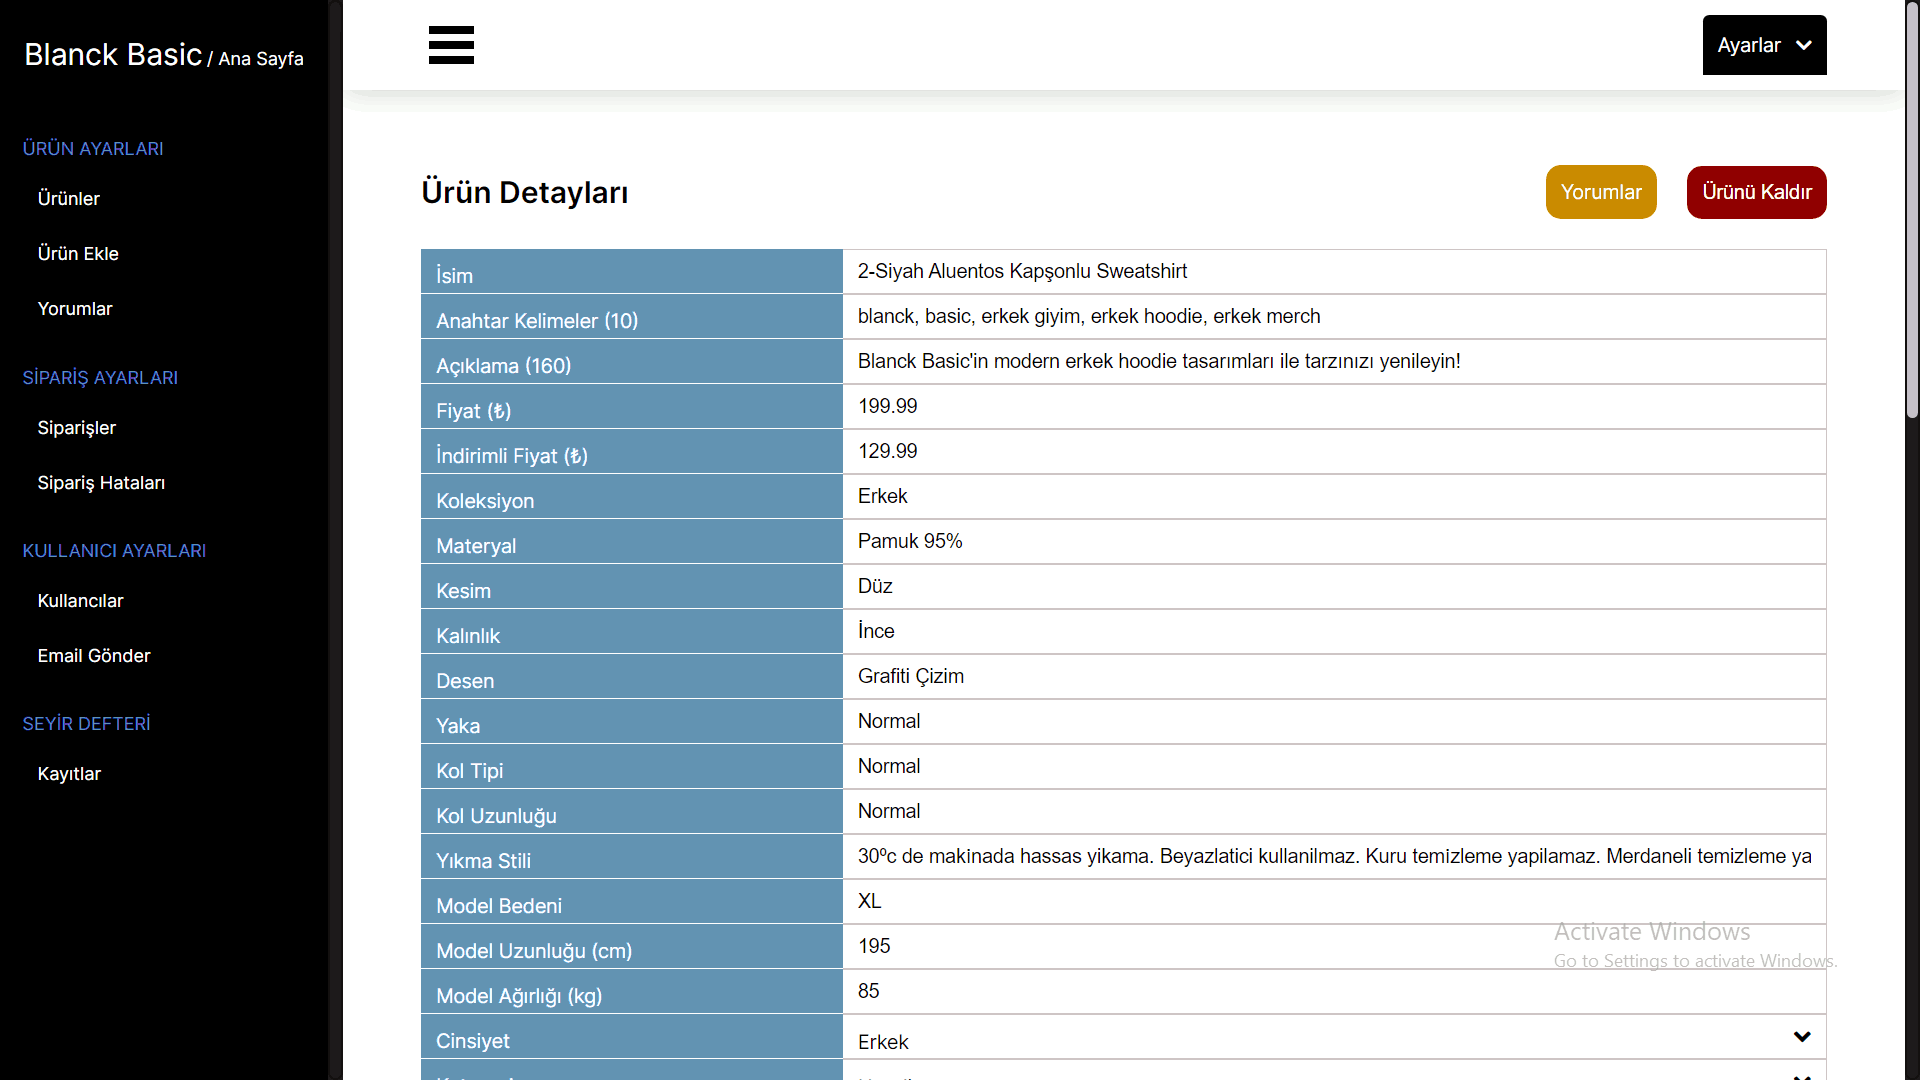 Blanck Basic / Ana Sayfa
ÜRÜN AYARLARI
Ürünler
Ürün Ekle
Yorumlar
SİPARİŞ AYARLARI
Siparişler
Sipariş Hataları
KULLANICI AYARLARI
Kullancılar
Email Gönder
SEYİR DEFTERİ
Kayıtlar
Ayarlar
Ürün Detayları
Yorumlar
Ürünü Kaldır
İsim 2-Siyah Aluentos Kapşonlu Sweatshirt
Anahtar Kelimeler (10) blanck, basic, erkek giyim, erkek hoodie, erkek merch
Açıklama (160) Blanck Basic'in modern erkek hoodie tasarımları ile tarzınızı yenileyin!
Fiyat (₺) 199.99
İndirimli Fiyat (₺) 129.99
Koleksiyon Erkek
Materyal Pamuk 95%
Kesim Düz
Kalınlık İnce
Desen Grafiti Çizim
Yaka Normal
Kol Tipi Normal
Kol Uzunluğu Normal
Yıkma Stili 30ºc de makinada hassas yikama. Beyazlatici kullanilmaz. Kuru temizleme yapilamaz. Merdaneli temizleme ya
Model Bedeni XL
Model Uzunluğu (cm) 195
Model Ağırlığı (kg) 85
Cinsiyet Erkek
Activate Windows
Go to Settings to activate Windows.